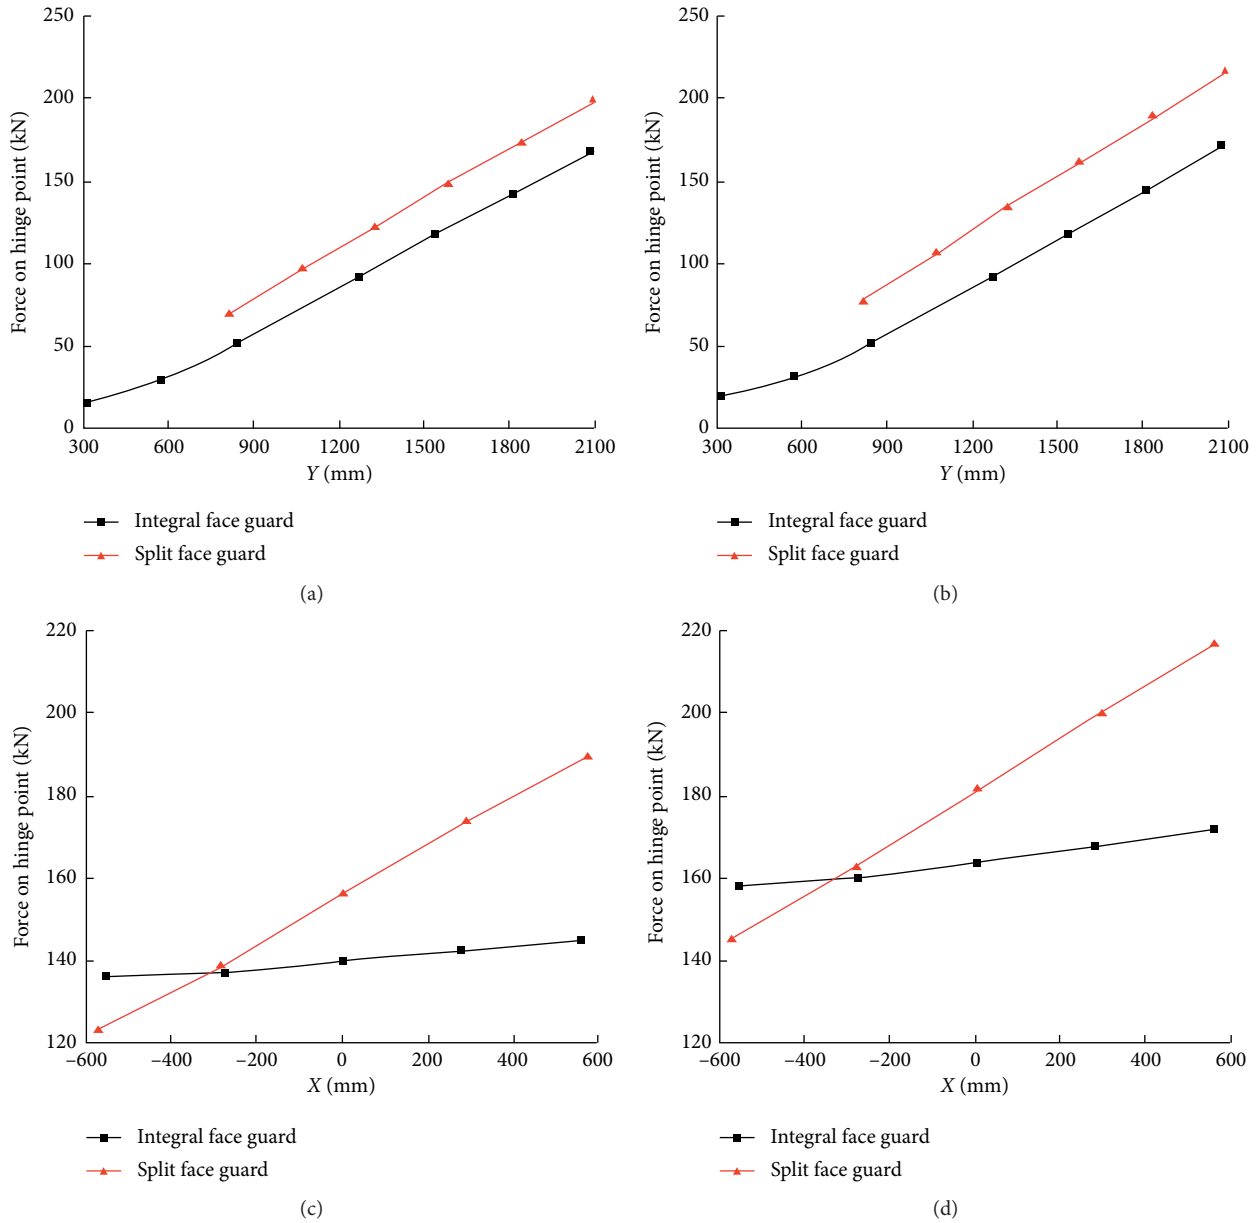 250
200
150
100
50
0
Force on hinge point (kN)
300 600 900 1200 1500 1800 2100
Y (mm)
Integral face guard
Split face guard
(a)
250
200
150
100
50
0
Force on hinge point (kN)
300 600 900 1200 1500 1800 2100
Y (mm)
Integral face guard
Split face guard
(b)
220
200
180
160
140
120
Force on hinge point (kN)
–600 –400 –200 0 200 400 600
X (mm)
Integral face guard
Split face guard
(c)
220
200
180
160
140
120
Force on hinge point (kN)
–600 –400 –200 0 200 400 600
X (mm)
Integral face guard
Split face guard
(d)